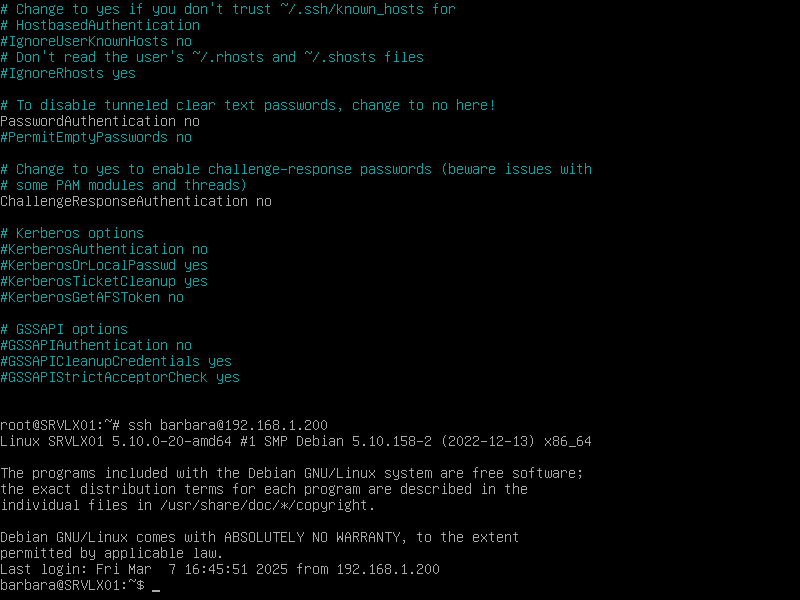 # Change to yes if you don't trust ~/.ssh/known_hosts for
# HostbasedAuthentication
#IgnoreUserKnownHosts no
# Don't read the user's ~/.rhosts and ~/.shosts files
#IgnoreRhosts yes

# To disable tunneled clear text passwords, change to no here!
PasswordAuthentication no
#PermitEmptyPasswords no

# Change to yes to enable challenge-response passwords (beware issues with
# some PAM modules and threads)
ChallengeResponseAuthentication no

# Kerberos options
#KerberosAuthentication no
#KerberosOrLocalPasswd yes
#KerberosTicketCleanup yes
#KerberosGetAFSToken no

# GSSAPI options
#GSSAPIAuthentication no
#GSSAPICleanupCredentials yes
#GSSAPIStrictAcceptorCheck yes

root@SRVLX01:~# ssh barbara@192.168.1.200
Linux SRVLX01 5.10.0-20-amd64 #1 SMP Debian 5.10.158-2 (2022-12-13) x86_64

The programs included with the Debian GNU/Linux system are free software;
the exact distribution terms for each program are described in the
individual files in /usr/share/doc/*/copyright.

Debian GNU/Linux comes with ABSOLUTELY NO WARRANTY, to the extent
permitted by applicable law.
Last login: Fri Mar  7 16:45:51 2025 from 192.168.1.200
barbara@SRVLX01:~$ _